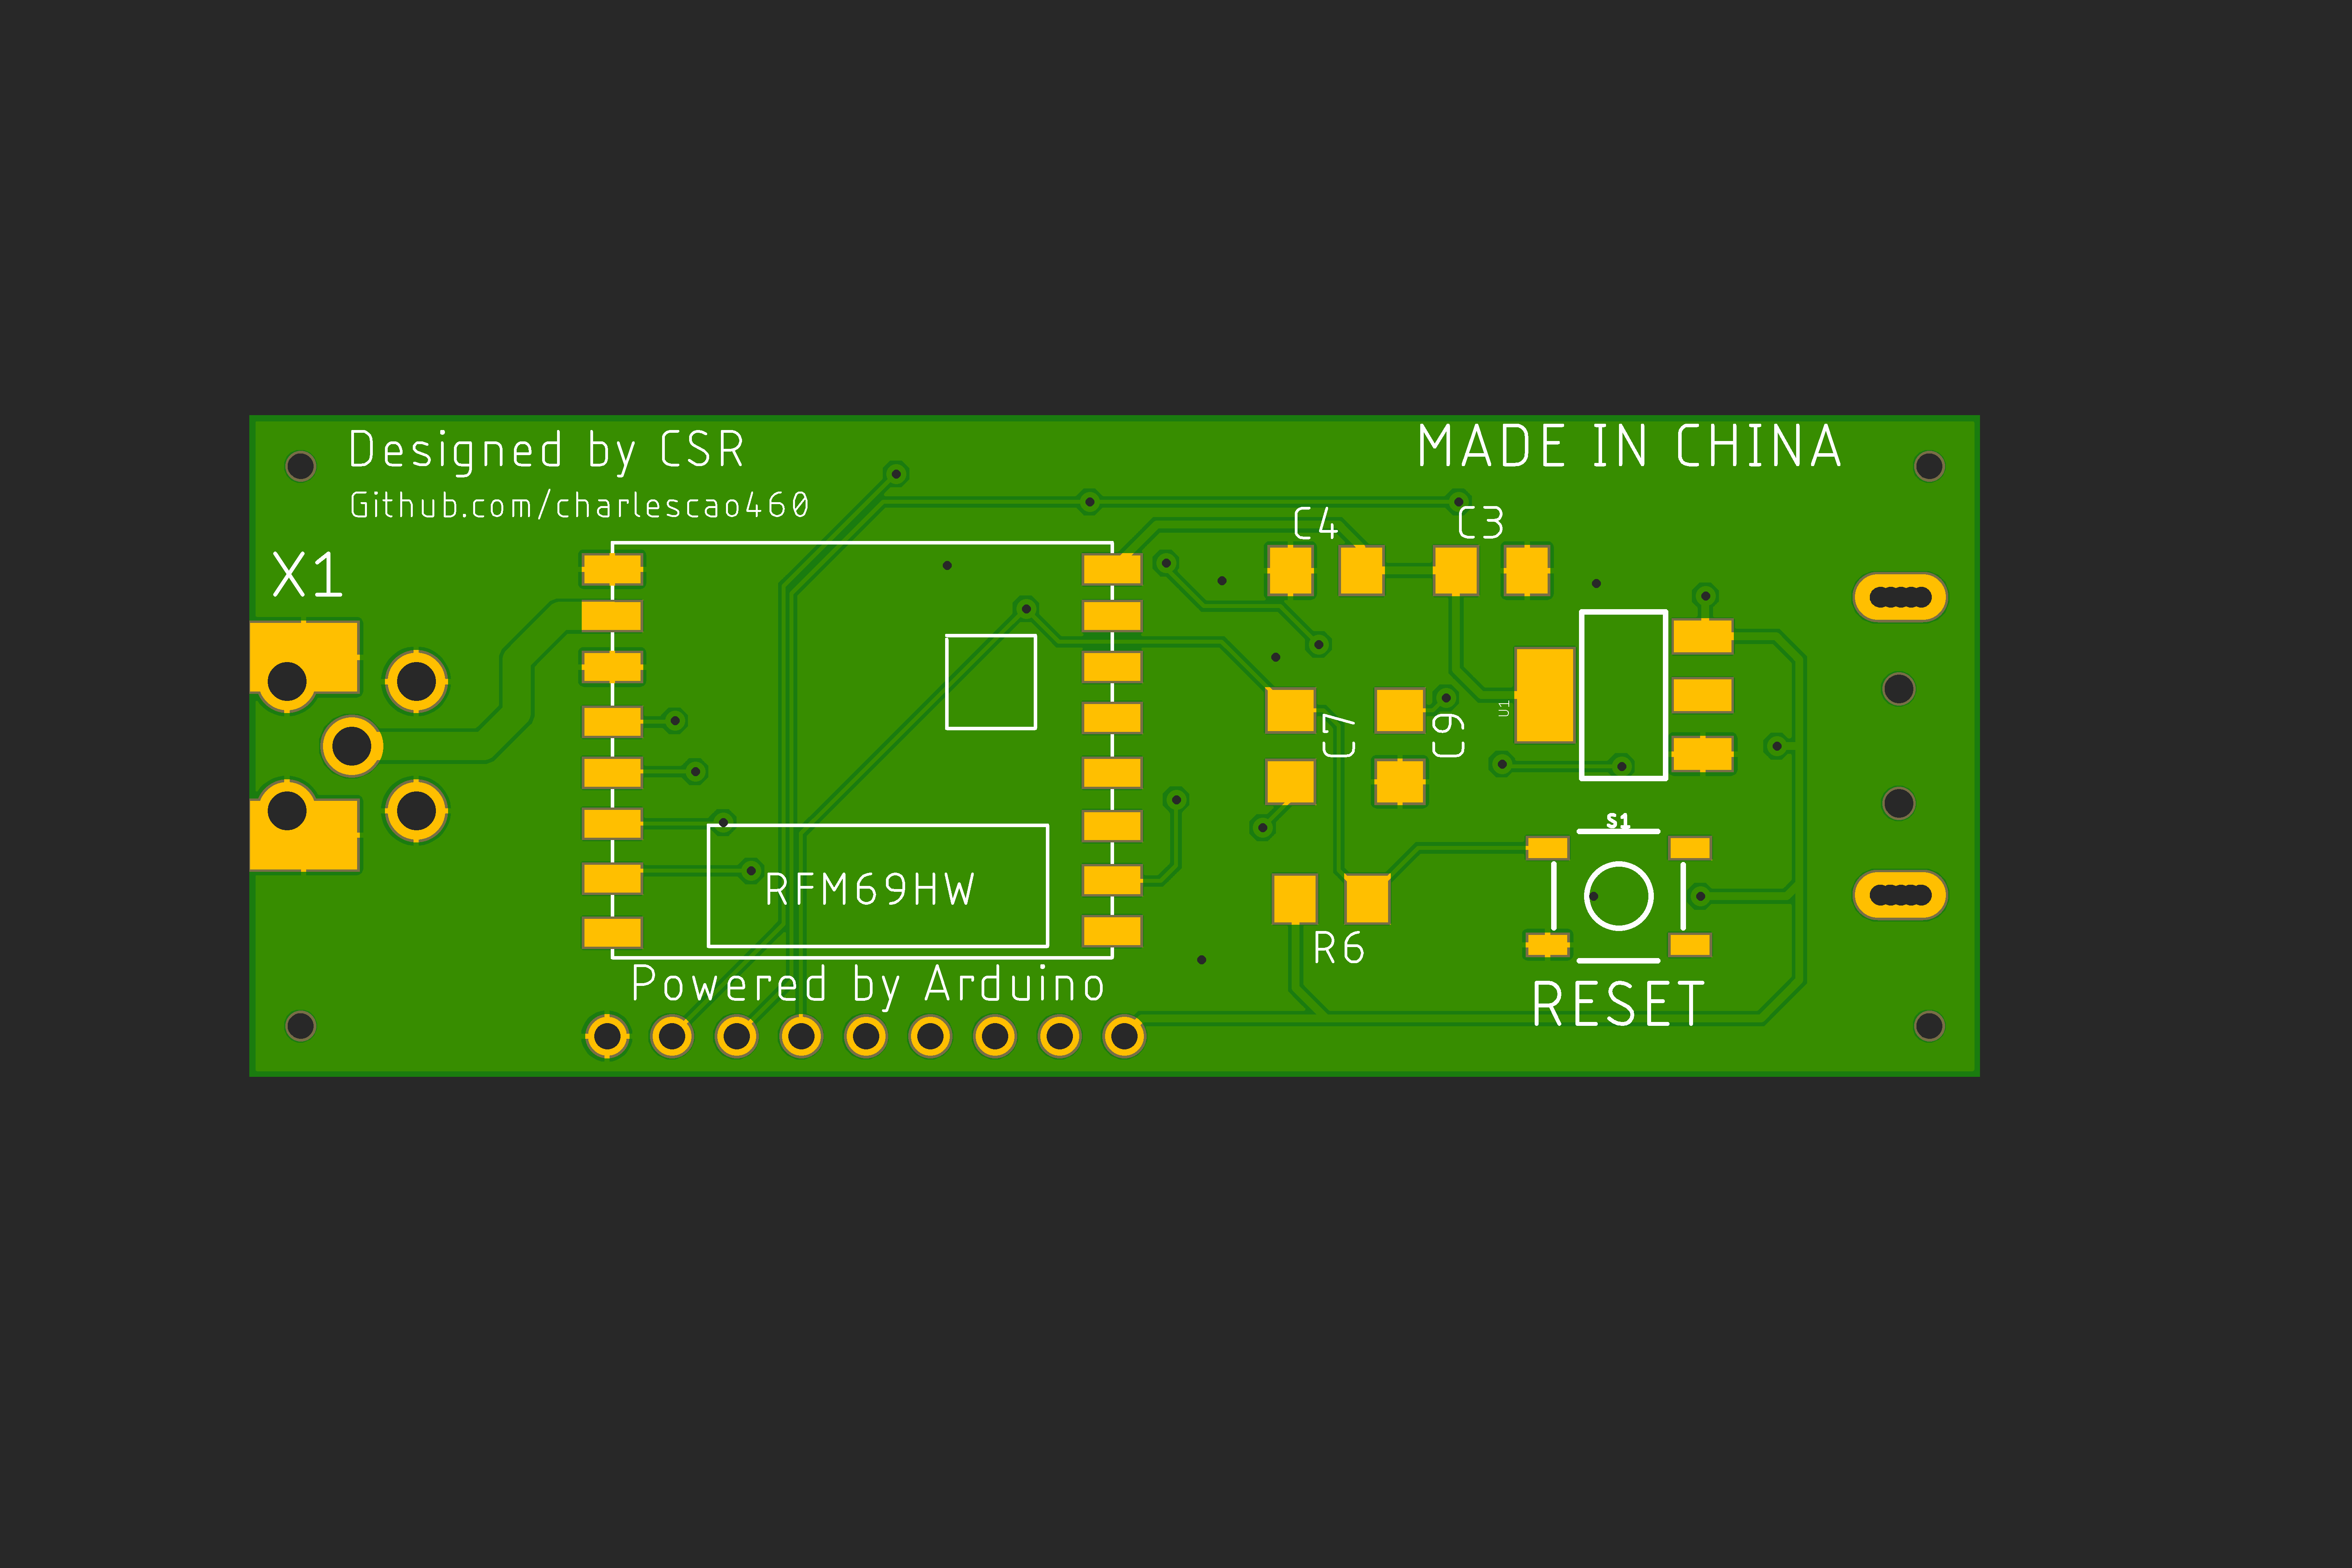 Designed by CSR
MADE IN CHINA
Github.com/charlescao460
C4
C3
X1
U1
C7
C9
S1
RFM69HW
R6
Powered by Arduino
RESET